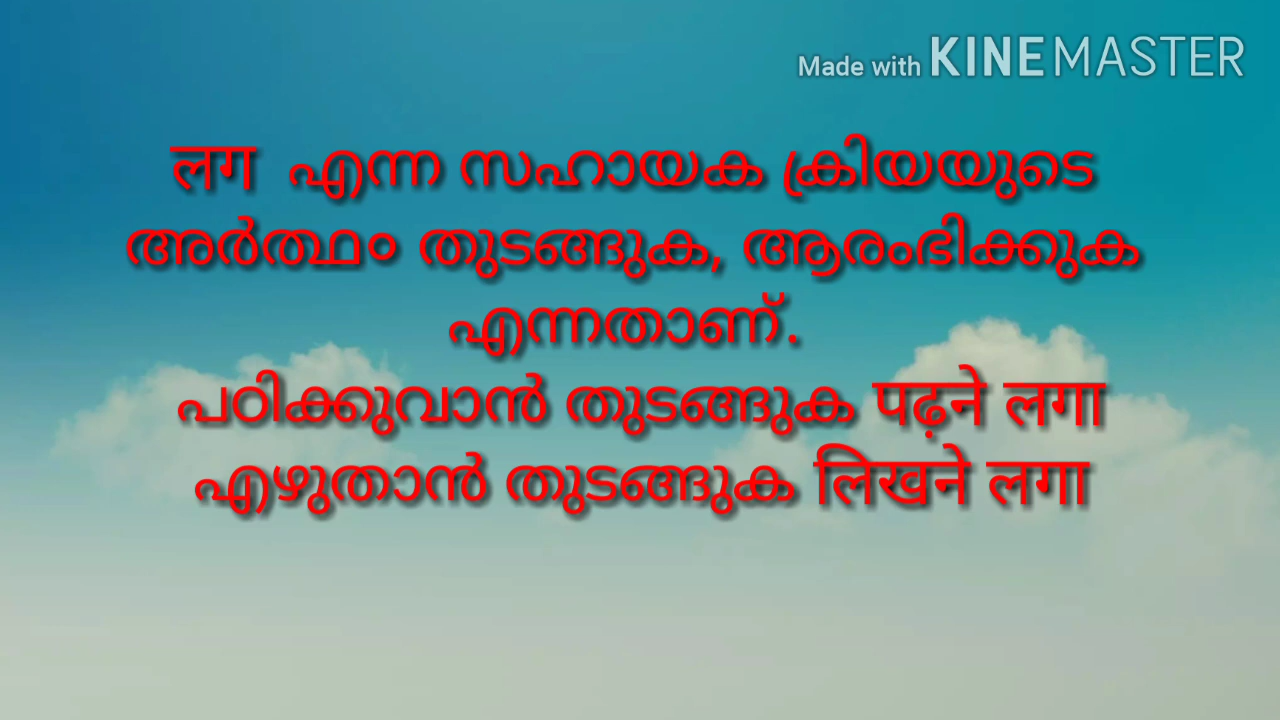 Made with KINEMASTER
लग എന്ന സഹായക ക്രിയയുടെ
അർത്ഥം തുടങ്ങുക, ആരംഭിക്കുക
എന്നതാണ്.
പഠിക്കുവാൻ തുടങ്ങുക पढ़ने लगा
എഴുതാൻ തുടങ്ങുക लिखने लगा